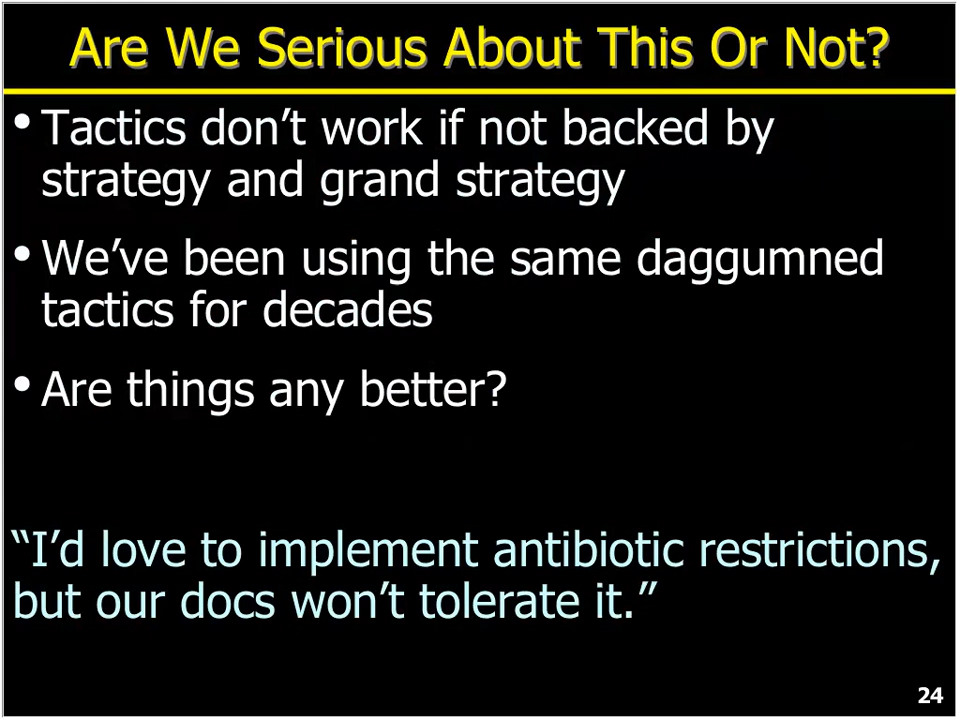 Are We Serious About This Or Not?
• Tactics don’t work if not backed by
strategy and grand strategy
• We’ve been using the same daggumned
tactics for decades
• Are things any better?
“I’d love to implement antibiotic restrictions,
but our docs won’t tolerate it.”
24